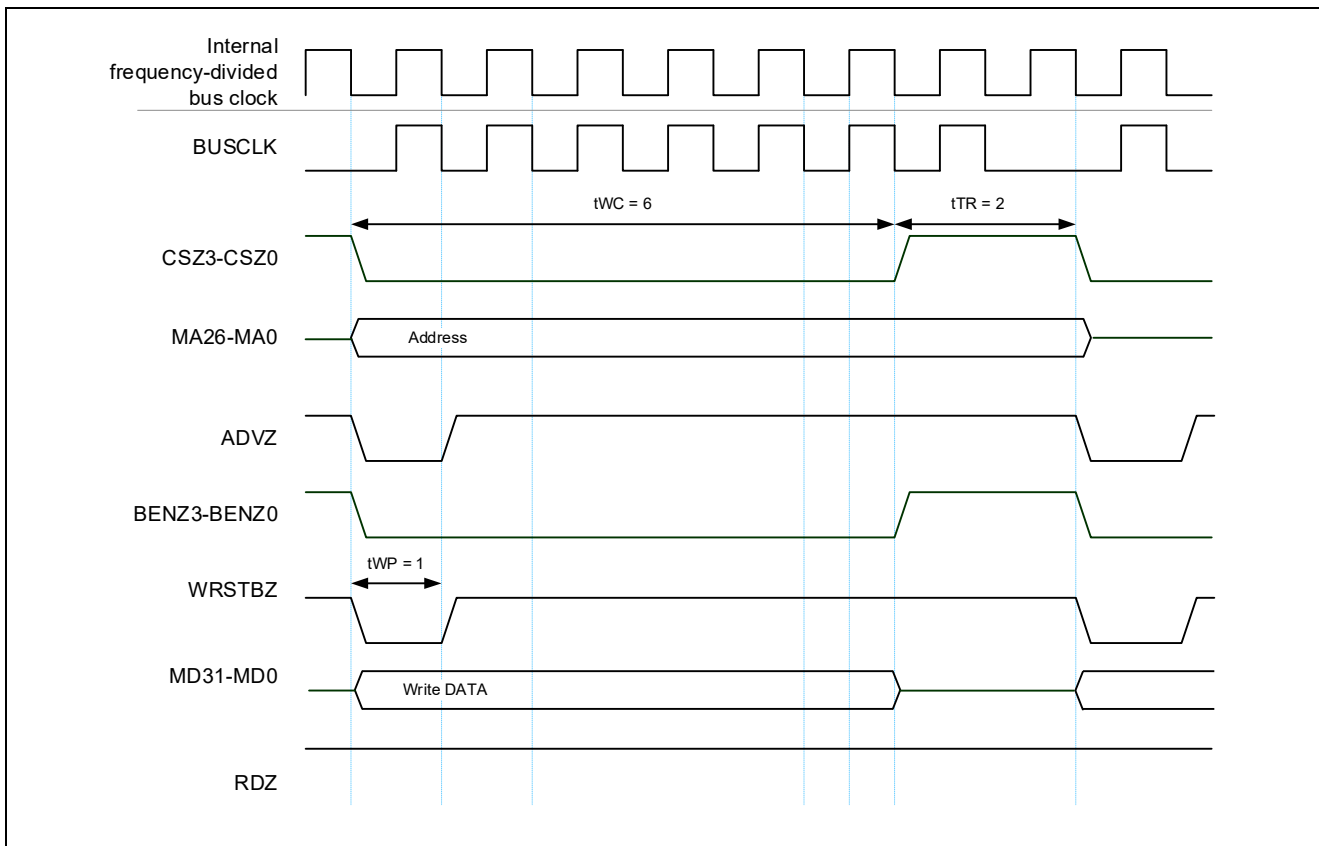 Internal
frequency-divided
bus clock
BUSCLK
tWC = 6
tTR = 2
CSZ3-CSZ0
MA26-MA0
Address
ADVZ
BENZ3-BENZ0
tWP = 1
WRSTBZ
MD31-MD0
Write DATA
RDZ